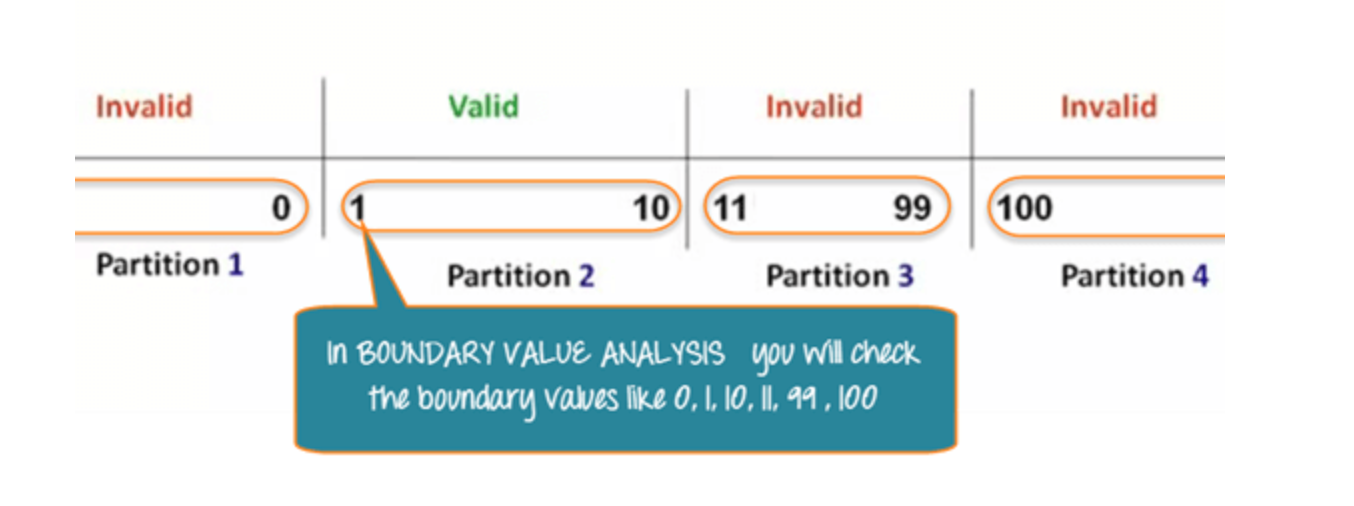 Invalid Valid Invalid Invalid
0 1 10 11 99 100
Partition 1 Partition 2 Partition 3 Partition 4
In BOUNDARY VALUE ANALYSIS you will check
the boundary values like 0, 1, 10, 11, 99 , 100